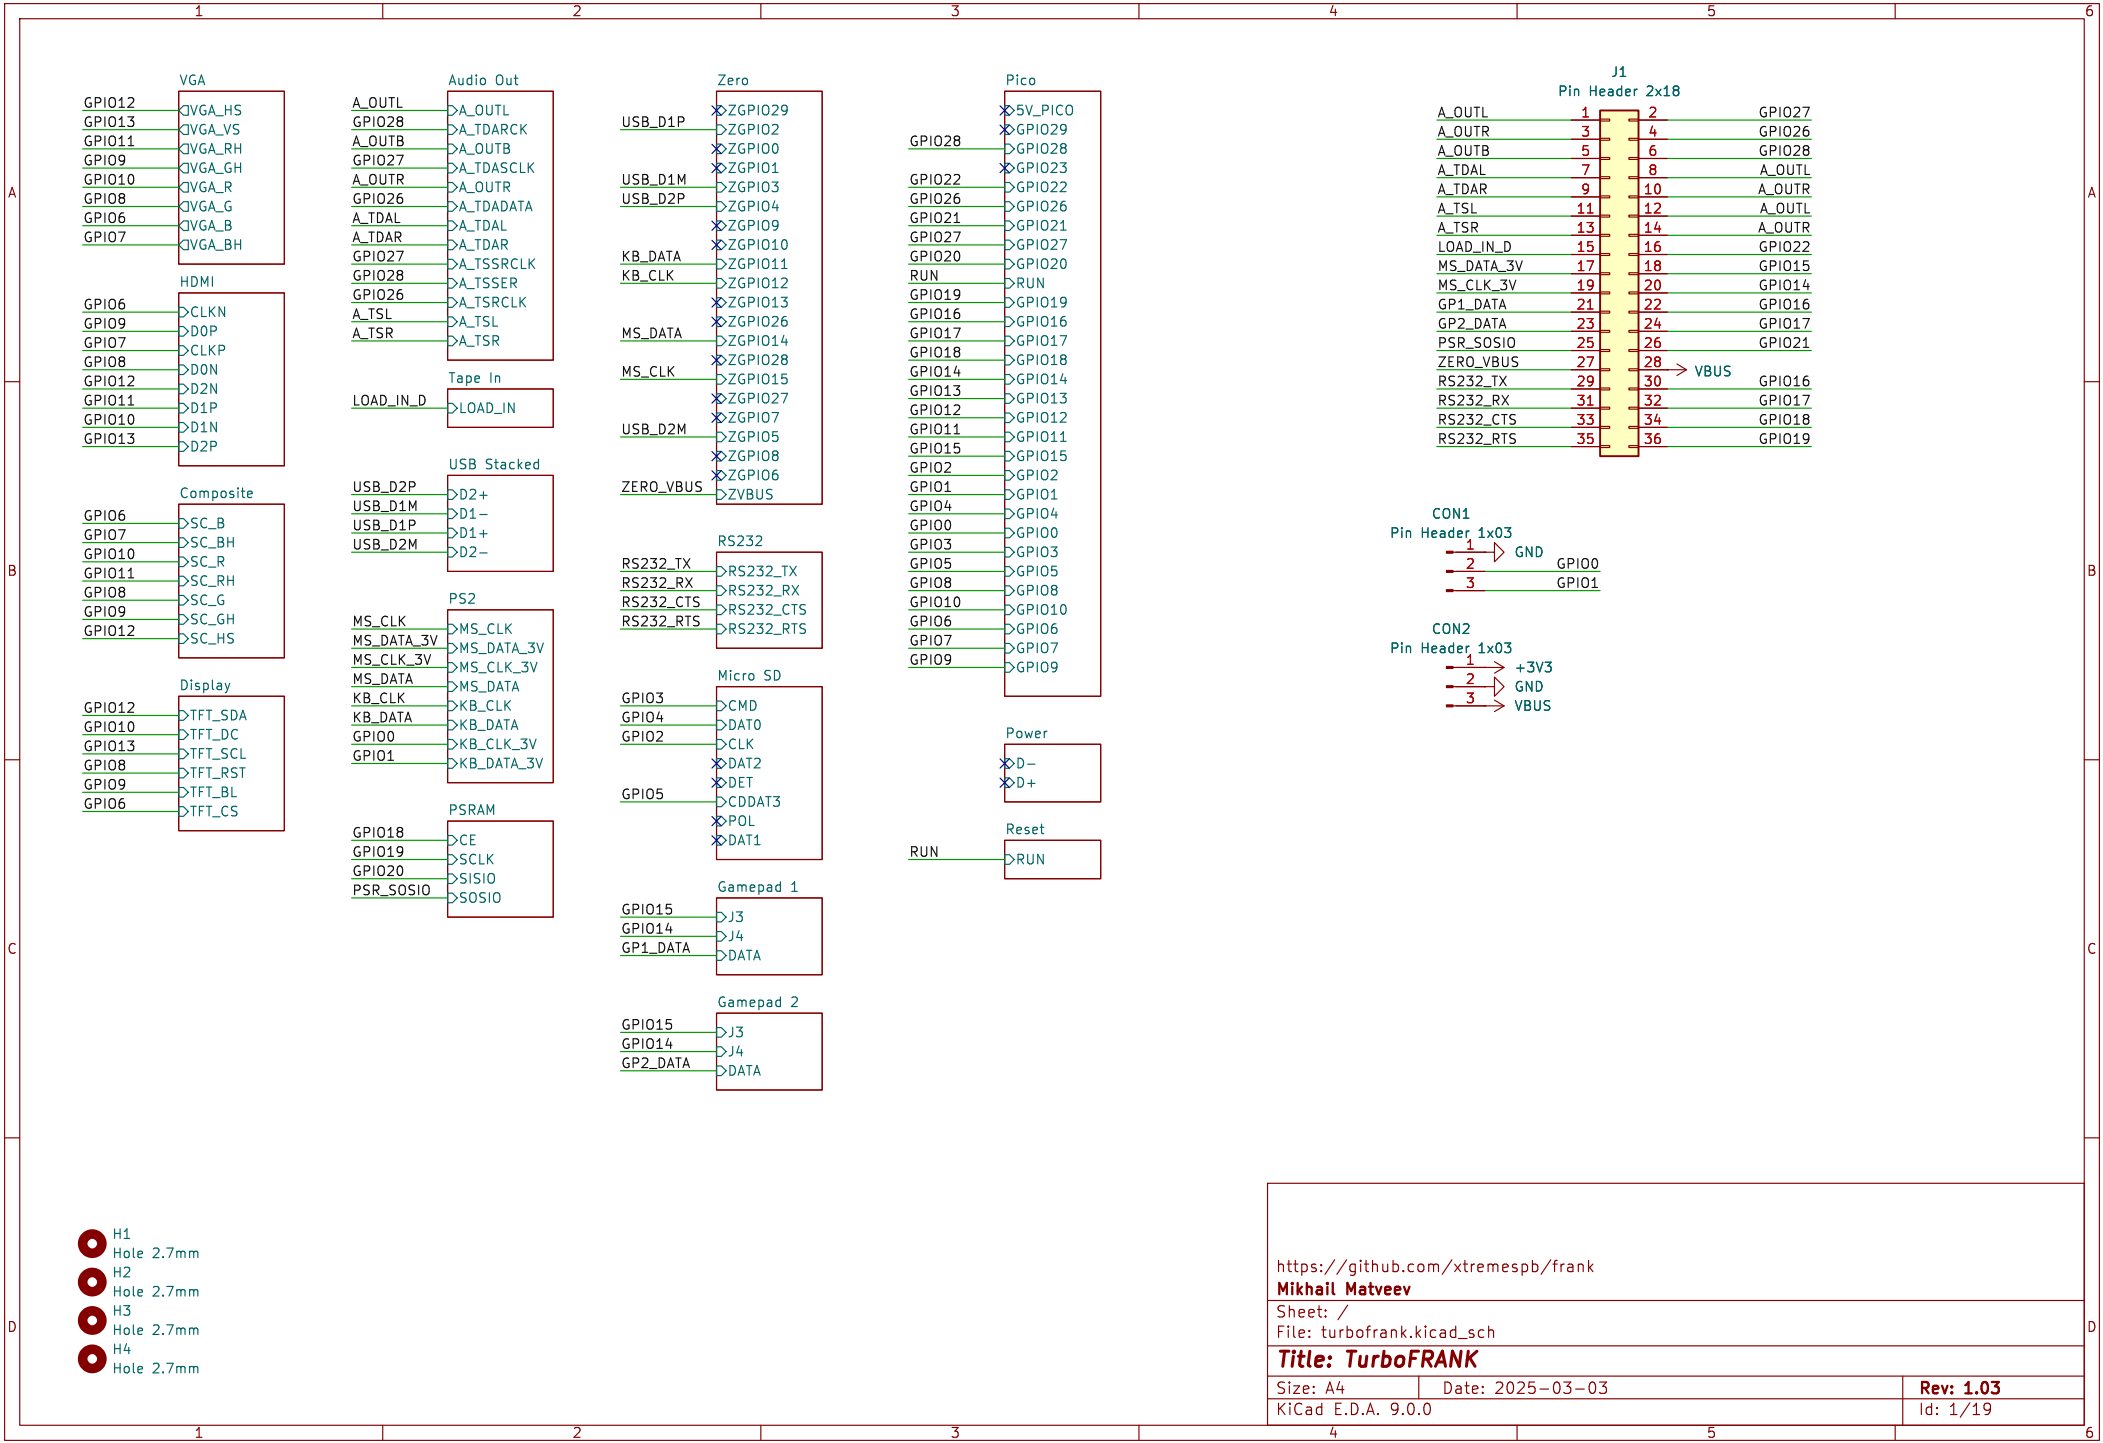 1 2 3 4 5 6
A
B
C
D
VGA
GPIO12 VGA_HS
GPIO13 VGA_VS
GPIO11 VGA_RH
GPIO9 VGA_GH
GPIO10 VGA_R
GPIO8 VGA_G
GPIO6 VGA_B
GPIO7 VGA_BH
HDMI
GPIO6 CLKN
GPIO9 D0P
GPIO7 CLKP
GPIO8 D0N
GPIO12 D2N
GPIO11 D1P
GPIO10 D1N
GPIO13 D2P
Composite
GPIO6 SC_B
GPIO7 SC_BH
GPIO10 SC_R
GPIO11 SC_RH
GPIO8 SC_G
GPIO9 SC_GH
GPIO12 SC_HS
Display
GPIO12 TFT_SDA
GPIO10 TFT_DC
GPIO13 TFT_SCL
GPIO8 TFT_RST
GPIO9 TFT_BL
GPIO6 TFT_CS
Audio Out
A_OUTL A_OUTL
GPIO28 A_TDARCK
A_OUTB A_OUTB
GPIO27 A_TDASCLK
A_OUTR A_OUTR
GPIO26 A_TDADATA
A_TDAL A_TDAL
A_TDAR A_TDAR
GPIO27 A_TSSRCLK
GPIO28 A_TSSER
GPIO26 A_TSRCLK
A_TSL A_TSL
A_TSR A_TSR
Tape In
LOAD_IN_D LOAD_IN
USB Stacked
USB_D2P D2+
USB_D1M D1-
USB_D1P D1+
USB_D2M D2-
PS2
MS_CLK MS_CLK
MS_DATA_3V MS_DATA_3V
MS_CLK_3V MS_CLK_3V
MS_DATA MS_DATA
KB_CLK KB_CLK
KB_DATA KB_DATA
GPIO0 KB_CLK_3V
GPIO1 KB_DATA_3V
PSRAM
GPIO18 CE
GPIO19 SCLK
GPIO20 SISIO
PSR_SOSIO SOSIO
Zero
ZGPIO29
USB_D1P ZGPIO2
ZGPIO0
ZGPIO1
USB_D1M ZGPIO3
USB_D2P ZGPIO4
ZGPIO9
ZGPIO10
KB_DATA ZGPIO11
KB_CLK ZGPIO12
ZGPIO13
ZGPIO26
MS_DATA ZGPIO14
ZGPIO28
MS_CLK ZGPIO15
ZGPIO27
ZGPIO7
USB_D2M ZGPIO5
ZGPIO8
ZGPIO6
ZERO_VBUS ZVBUS
RS232
RS232_TX RS232_TX
RS232_RX RS232_RX
RS232_CTS RS232_CTS
RS232_RTS RS232_RTS
Micro SD
GPIO3 CMD
GPIO4 DAT0
GPIO2 CLK
DAT2
DET
GPIO5 CDDAT3
POL
DAT1
Gamepad 1
GPIO15 J3
GPIO14 J4
GP1_DATA DATA
Gamepad 2
GPIO15 J3
GPIO14 J4
GP2_DATA DATA
Pico
5V_PICO
GPIO29
GPIO28 GPIO28
GPIO23
GPIO22 GPIO22
GPIO26 GPIO26
GPIO21 GPIO21
GPIO27 GPIO27
GPIO20 GPIO20
RUN RUN
GPIO19 GPIO19
GPIO16 GPIO16
GPIO17 GPIO17
GPIO18 GPIO18
GPIO14 GPIO14
GPIO13 GPIO13
GPIO12 GPIO12
GPIO11 GPIO11
GPIO15 GPIO15
GPIO2 GPIO2
GPIO1 GPIO1
GPIO4 GPIO4
GPIO0 GPIO0
GPIO3 GPIO3
GPIO5 GPIO5
GPIO8 GPIO8
GPIO10 GPIO10
GPIO6 GPIO6
GPIO7 GPIO7
GPIO9 GPIO9
Power
D-
D+
Reset
RUN RUN
J1
Pin Header 2x18
A_OUTL 1 2 GPIO27
A_OUTR 3 4 GPIO26
A_OUTB 5 6 GPIO28
A_TDAL 7 8 A_OUTL
A_TDAR 9 10 A_OUTR
A_TSL 11 12 A_OUTL
A_TSR 13 14 A_OUTR
LOAD_IN_D 15 16 GPIO22
MS_DATA_3V 17 18 GPIO15
MS_CLK_3V 19 20 GPIO14
GP1_DATA 21 22 GPIO16
GP2_DATA 23 24 GPIO17
PSR_SOSIO 25 26 GPIO21
ZERO_VBUS 27 28 VBUS
RS232_TX 29 30 GPIO16
RS232_RX 31 32 GPIO17
RS232_CTS 33 34 GPIO18
RS232_RTS 35 36 GPIO19
CON1
Pin Header 1x03
1 GND
2 GPIO0
3 GPIO1
CON2
Pin Header 1x03
1 +3V3
2 GND
3 VBUS
H1
Hole 2.7mm
H2
Hole 2.7mm
H3
Hole 2.7mm
H4
Hole 2.7mm
https://github.com/xtremespb/frank
Mikhail Matveev
Sheet: /
File: turbofrank.kicad_sch
Title: TurboFRANK
Size: A4 Date: 2025-03-03 Rev: 1.03
KiCad E.D.A. 9.0.0 Id: 1/19
A
B
C
D
1 2 3 4 5 6